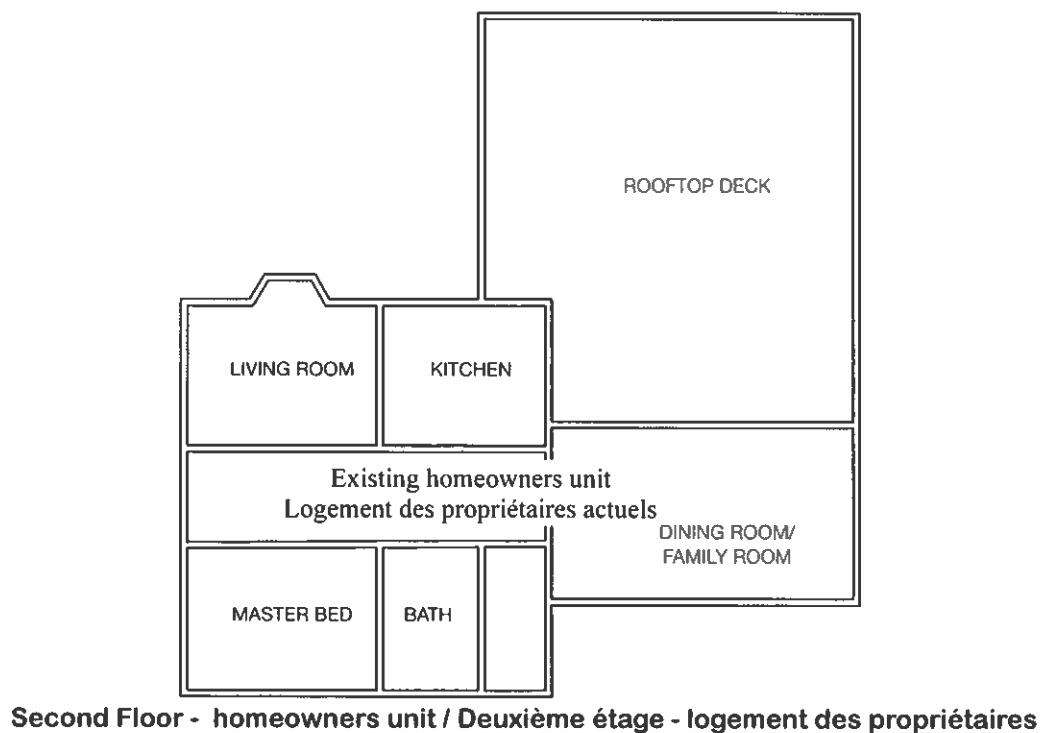 ROOFTOP DECK
LIVING ROOM
KITCHEN
Existing homeowners unit
Logement des propriétaires actuels
DINING ROOM/
FAMILY ROOM
MASTER BED
BATH
Second Floor - homeowners unit / Deuxième étage - logement des propriétaires